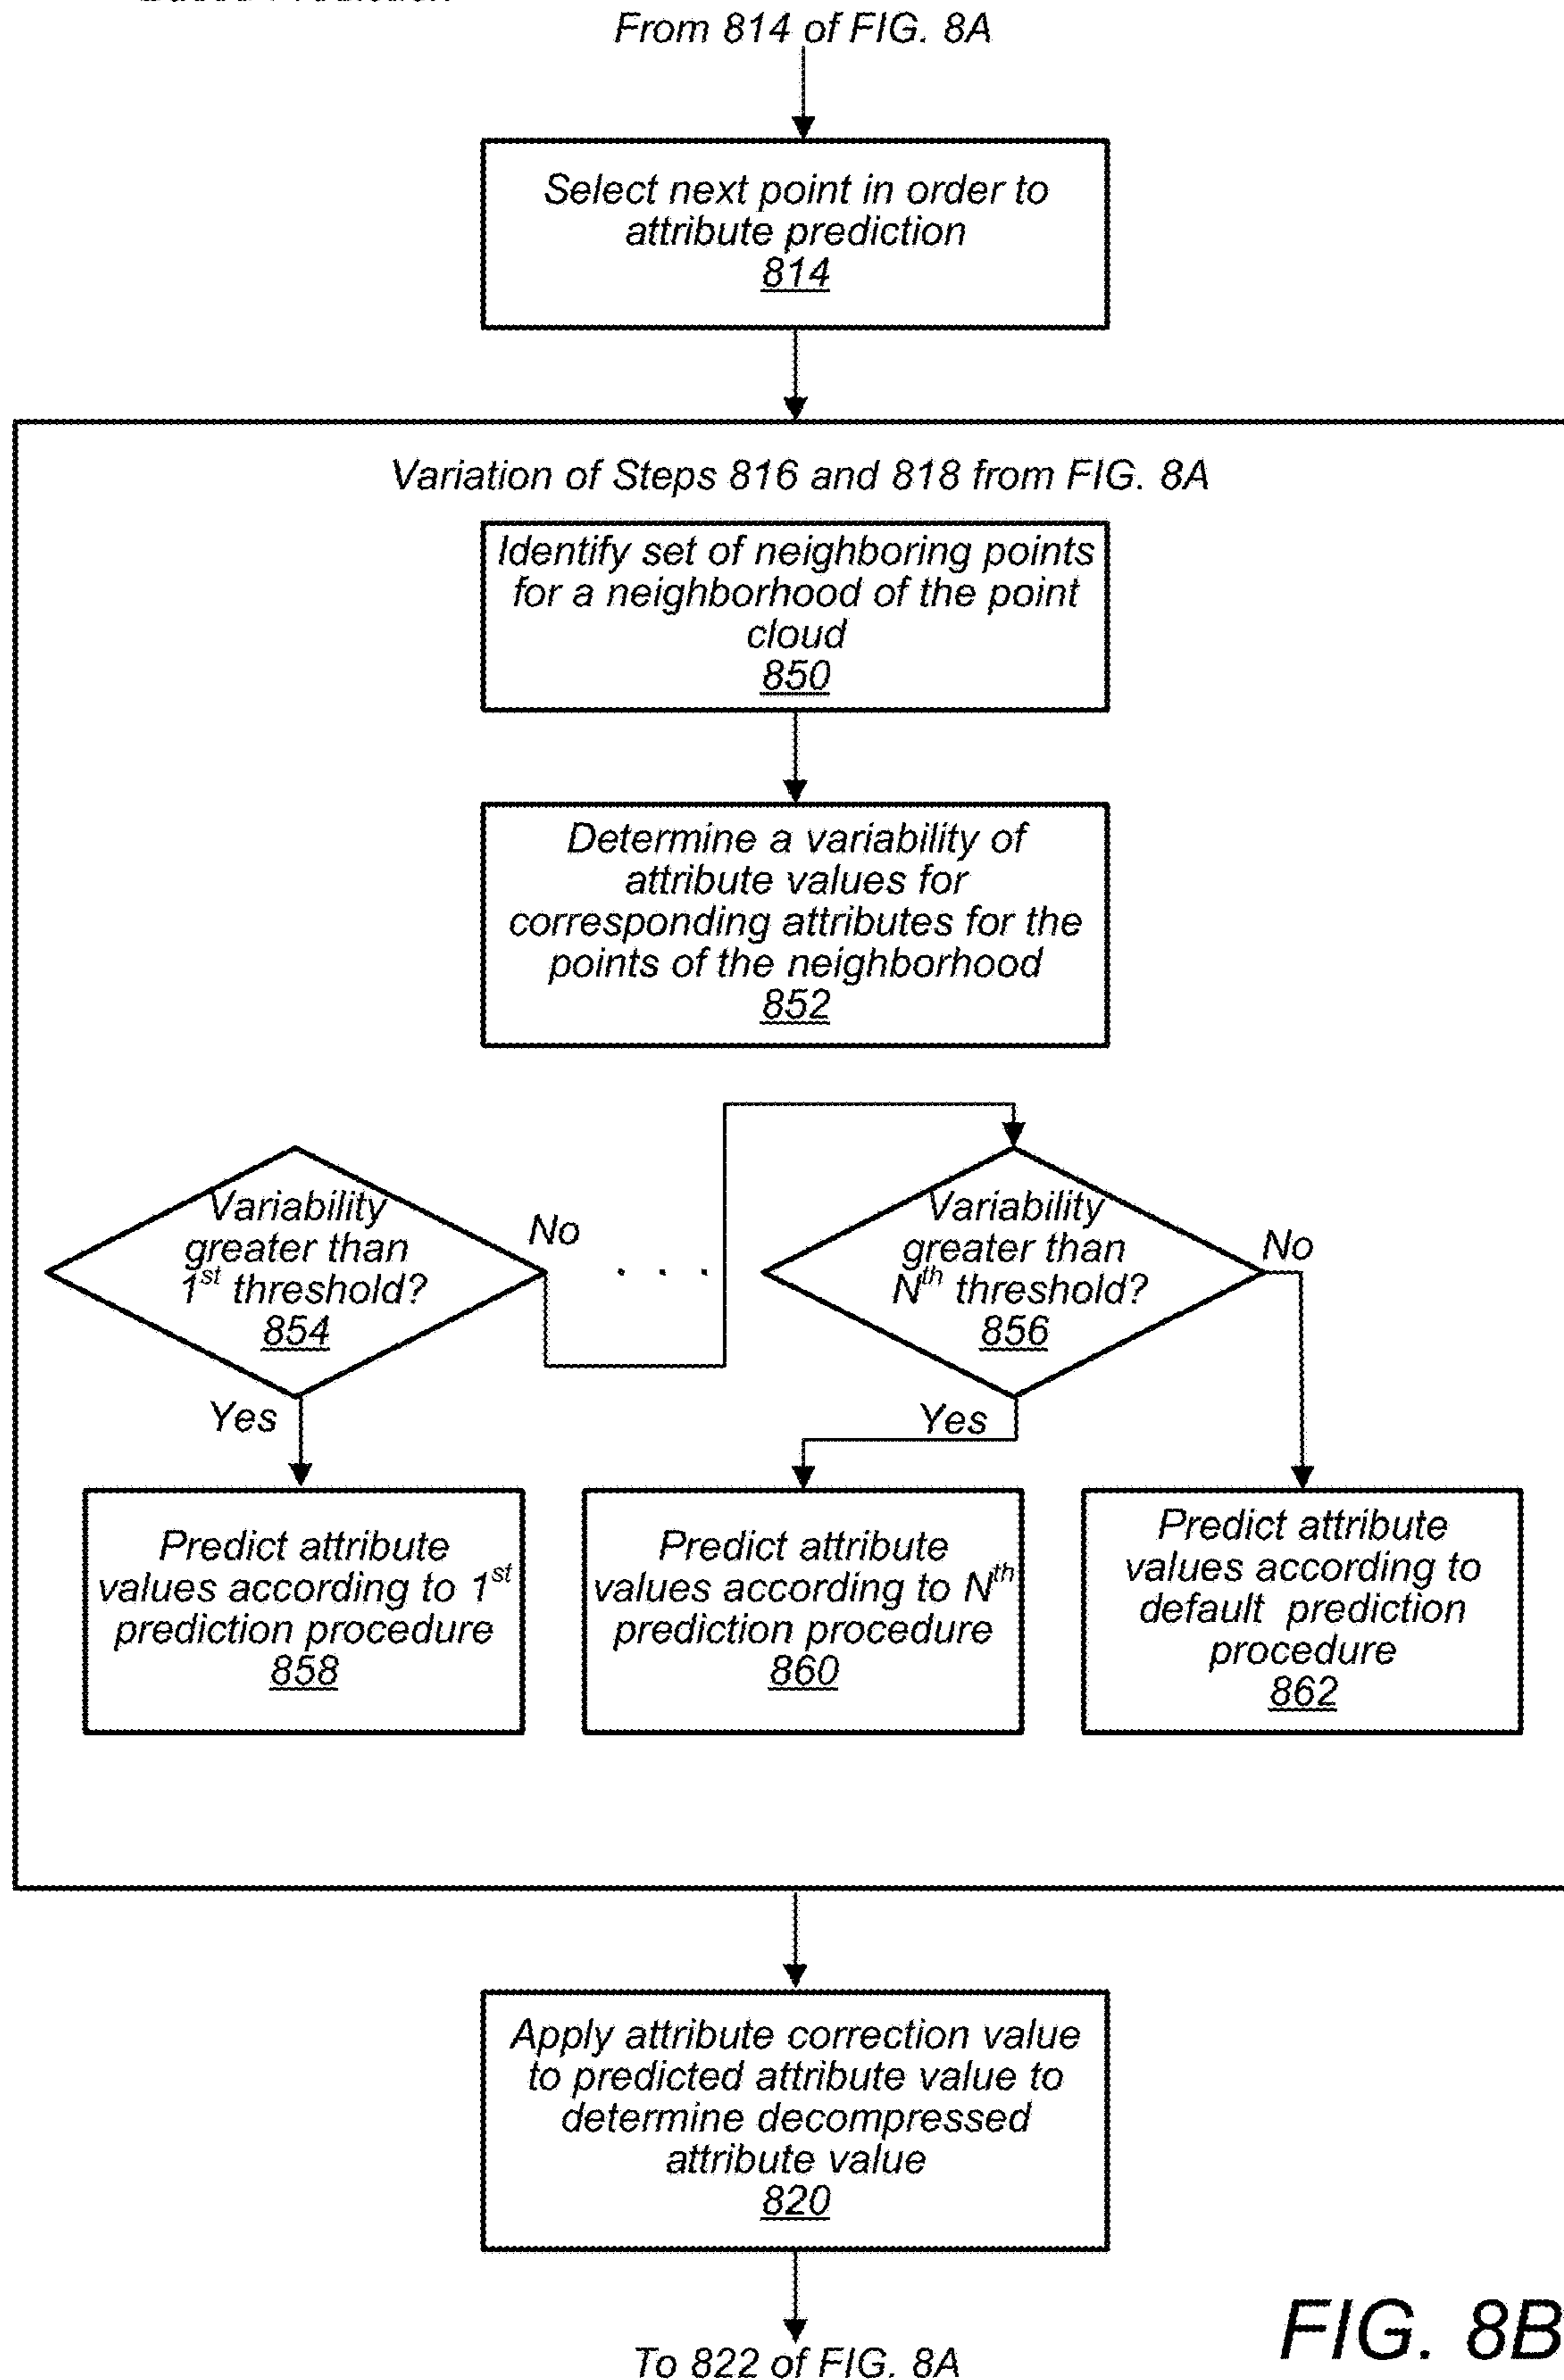 From 814 of FIG. 8A
Select next point in order to
attribute prediction
814
Variation of Steps 816 and 818 from FIG. 8A
Identify set of neighboring points
for a neighborhood of the point
cloud
850
Determine a variability of
attribute values for
corresponding attributes for the
points of the neighborhood
852
Variability
greater than
1st threshold?
854
No
. . .
Variability
greater than
Nth threshold?
856
No
Yes
Yes
Predict attribute
values according to 1st
prediction procedure
858
Predict attribute
values according to Nth
prediction procedure
860
Predict attribute
values according to
default prediction
procedure
862
Apply attribute correction value
to predicted attribute value to
determine decompressed
attribute value
820
To 822 of FIG. 8A
FIG. 8B